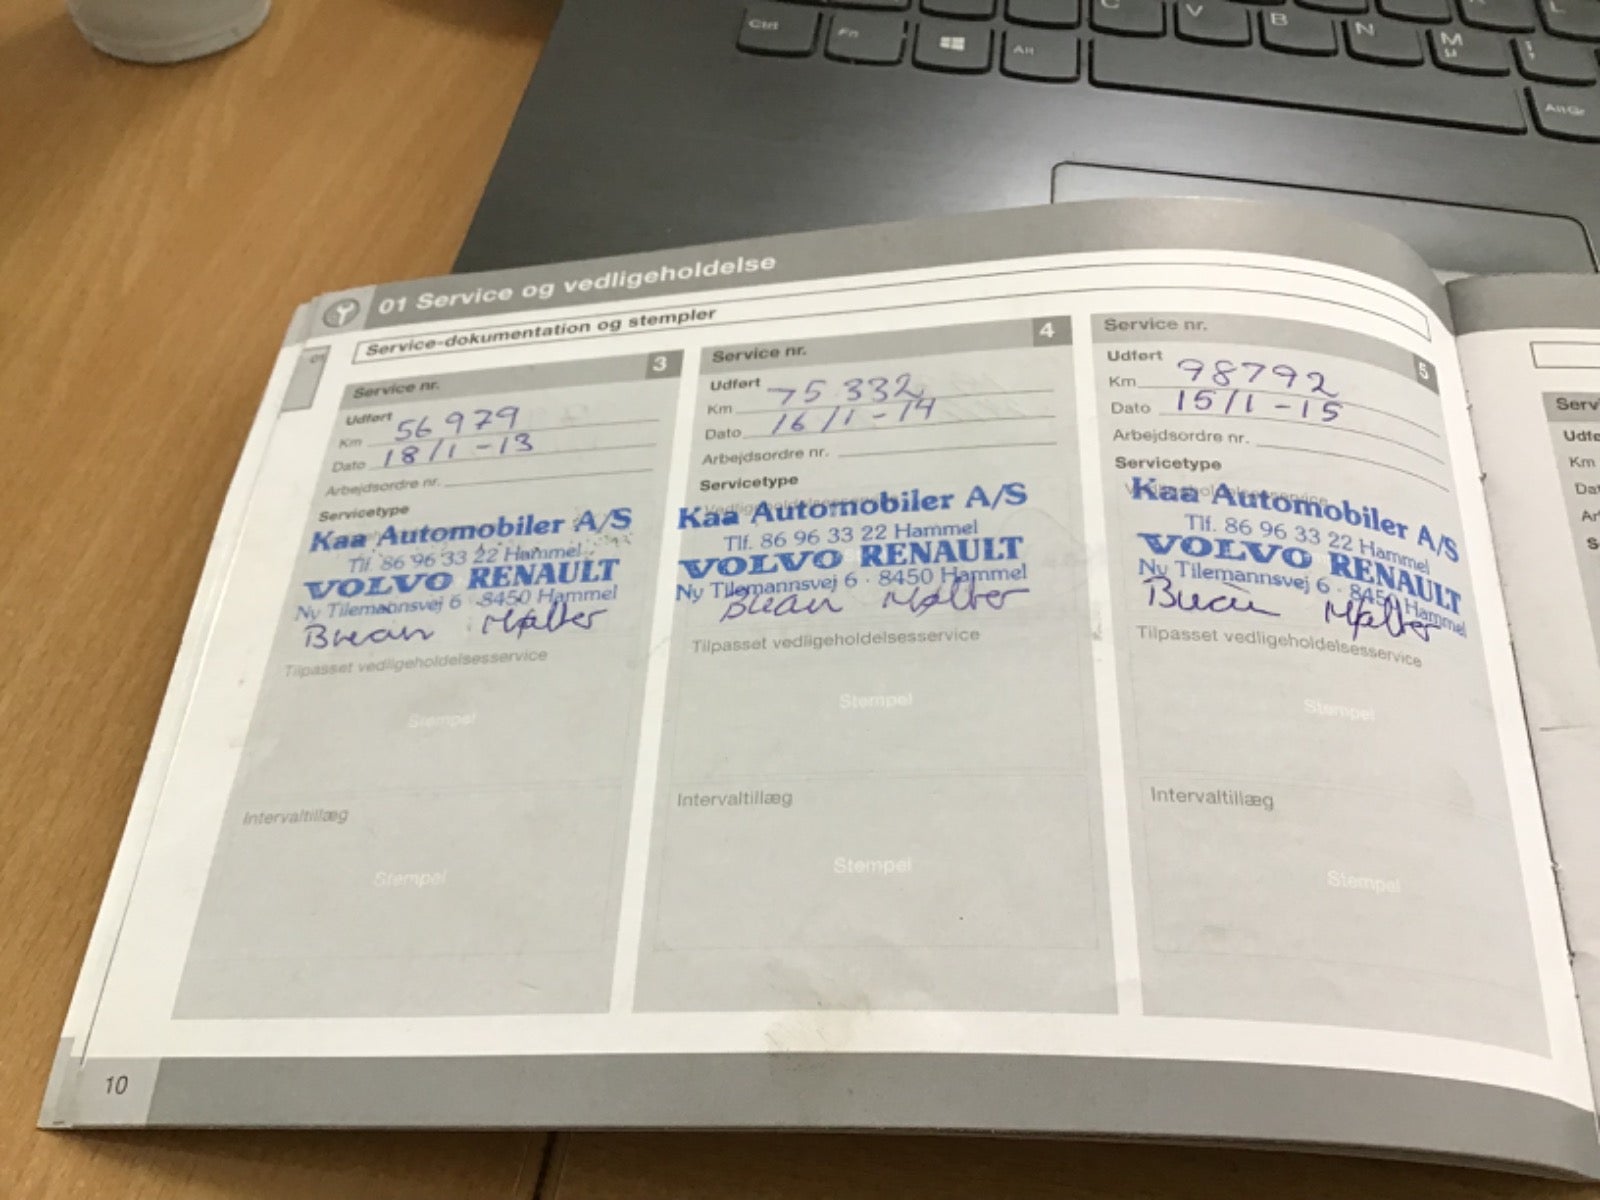 Ctrl
Fn
Alt
C
V
B
N
M
µ
L
AltGr
01 Service og vedligeholdelse
Service-dokumentation og stempler
01
Service nr.
3
Udført
Km 56979
Dato 18/1-13
Arbejdsordre nr.
Servicetype
Kaa Automobiler A/S
Tlf. 86 96 33 22 Hammel
VOLVO RENAULT
Ny Tilemannsvej 6 · 8450 Hammel
Tilpasset vedligeholdelsesservice
Stempel
Intervaltillæg
Stempel
Service nr.
4
Udført
Km 75 332
Dato 16/1-14
Arbejdsordre nr.
Servicetype
Kaa Automobiler A/S
Tlf. 86 96 33 22 Hammel
VOLVO RENAULT
Ny Tilemannsvej 6 · 8450 Hammel
Tilpasset vedligeholdelsesservice
Stempel
Intervaltillæg
Stempel
Service nr.
5
Udført
Km 98792
Dato 15/1-15
Arbejdsordre nr.
Servicetype
Kaa Automobiler A/S
Tlf. 86 96 33 22 Hammel
VOLVO RENAULT
Ny Tilemannsvej 6 · 8450 Hammel
Tilpasset vedligeholdelsesservice
Stempel
Intervaltillæg
Stempel
Km
10